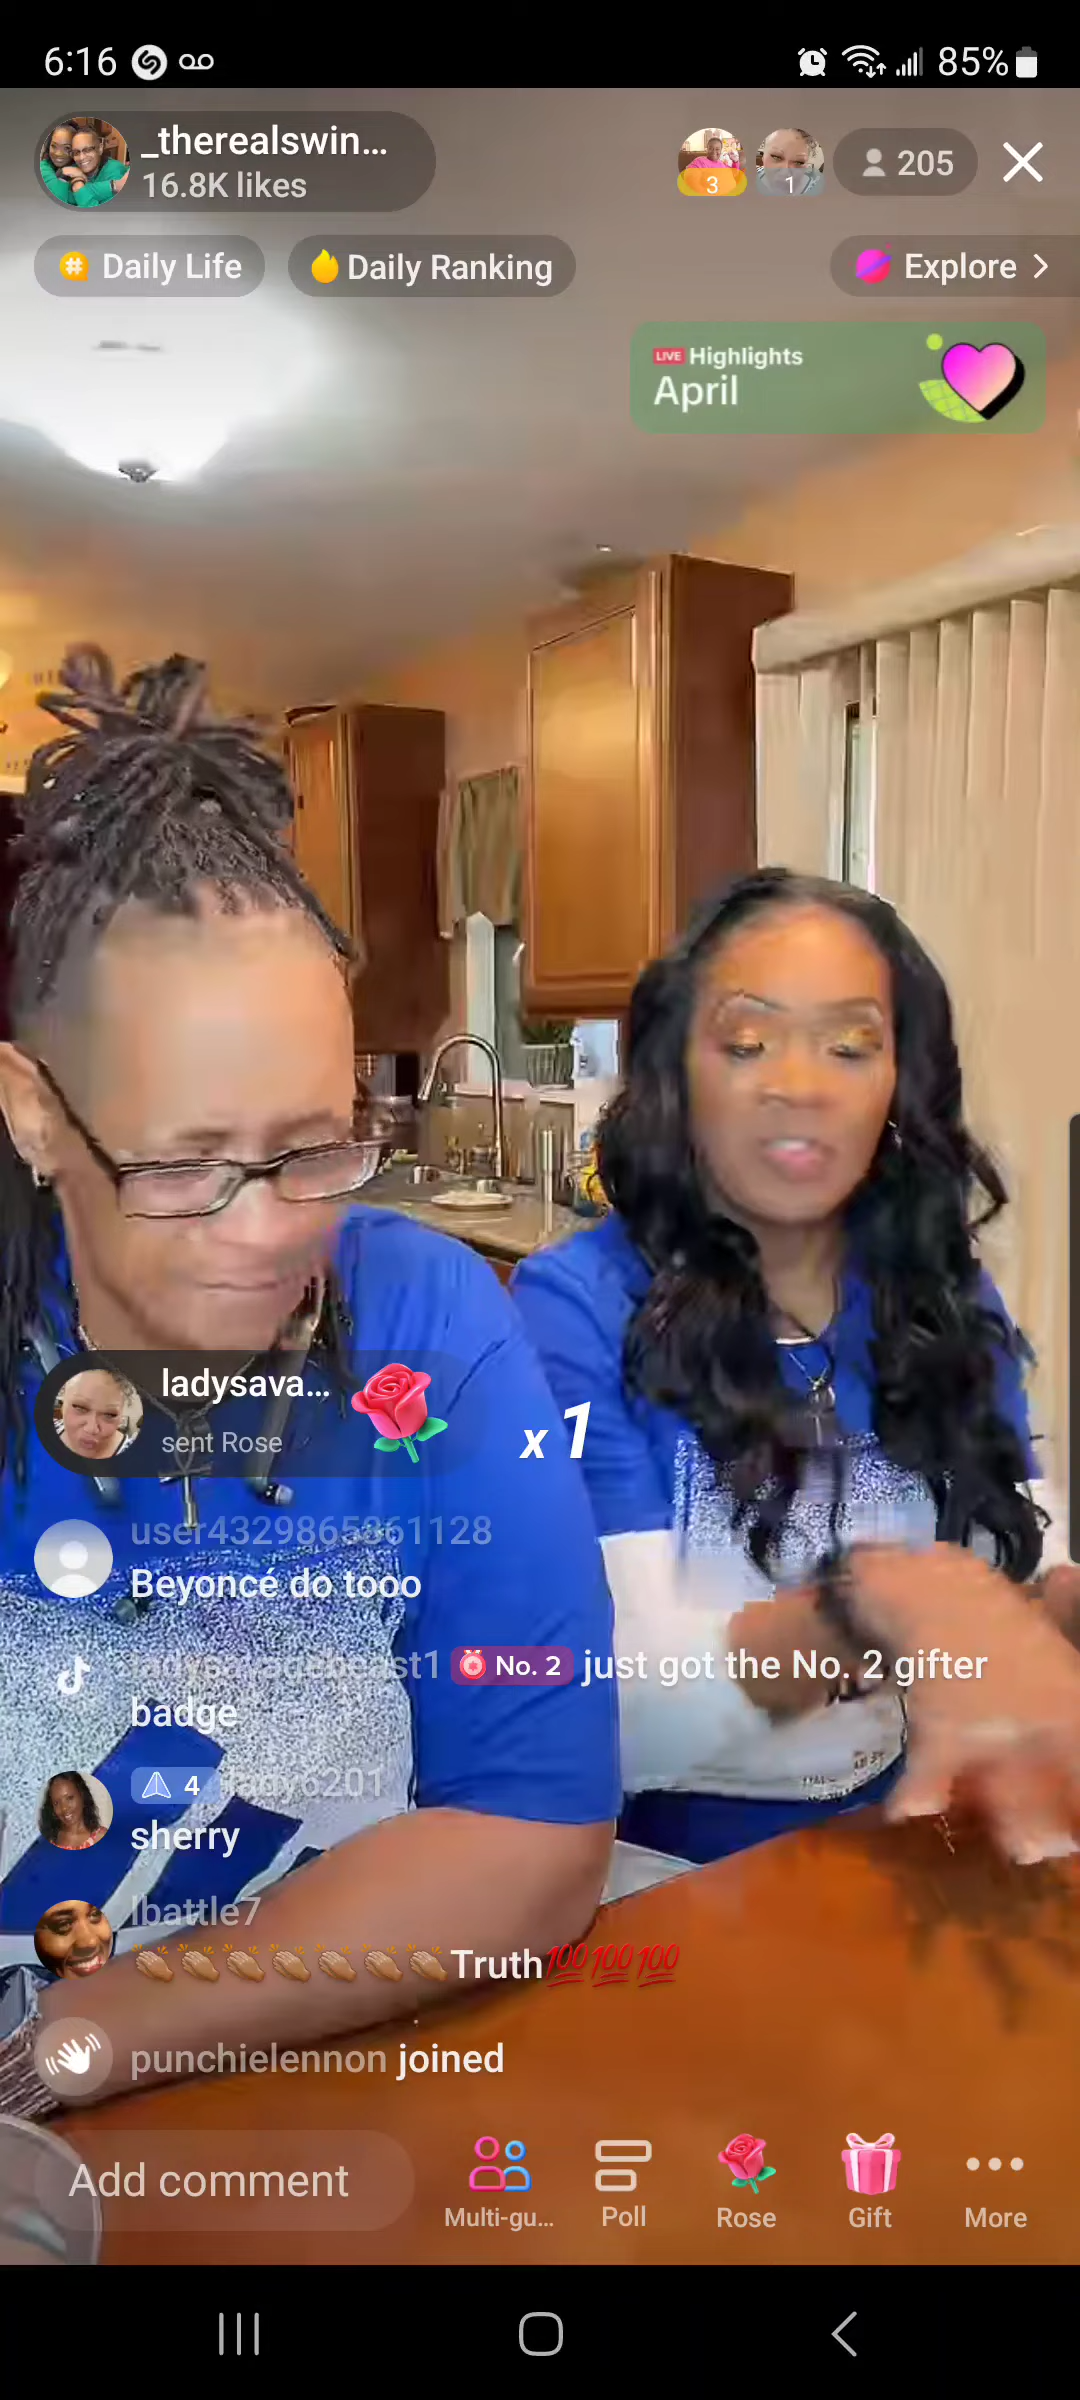 6:16 85%
_therealswin...
16.8K likes
3 1 205
Daily Life Daily Ranking Explore >
LIVE Highlights
April
ladysava...
sent Rose
x 1
user4329865361128
Beyoncé do tooo
No. 2 just got the No. 2 gifter
badge
4 lady6201
sherry
lbattle7
👏🏽👏🏽👏🏽👏🏽👏🏽👏🏽👏🏽Truth💯💯💯
punchielennon joined
Add comment
Multi-gu... Poll Rose Gift More